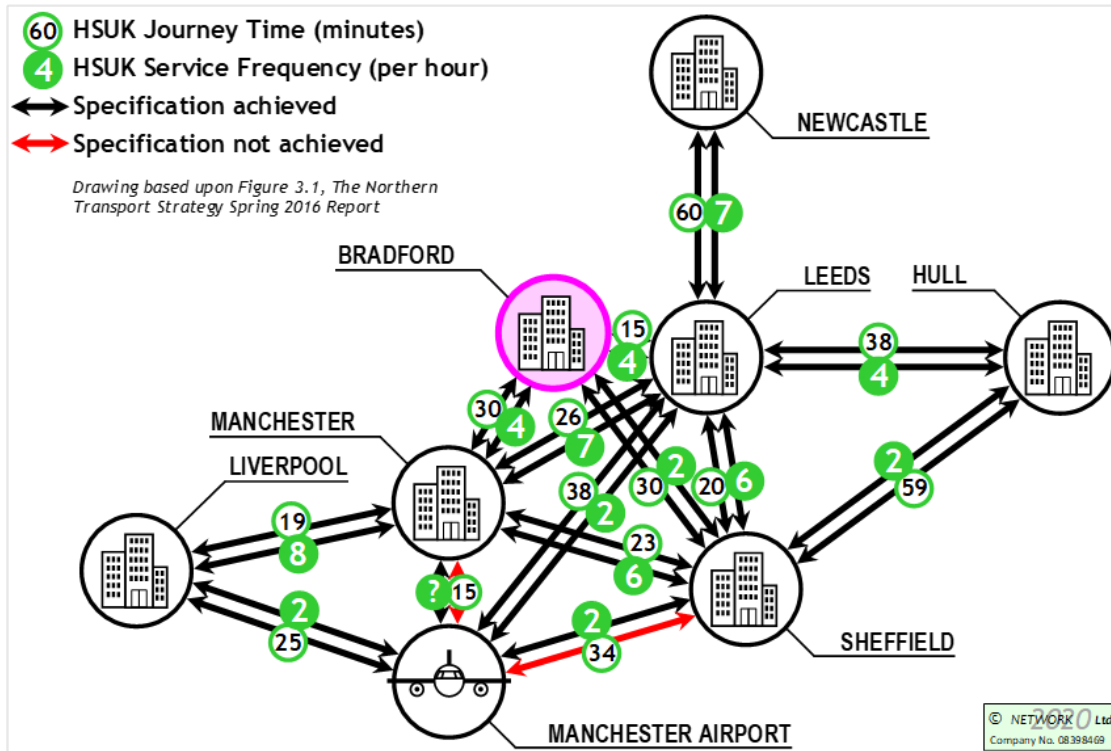 60 HSUK Journey Time (minutes)
4 HSUK Service Frequency (per hour)
Specification achieved
Specification not achieved
Drawing based upon Figure 3.1, The Northern
Transport Strategy Spring 2016 Report
NEWCASTLE
60 7
BRADFORD
LEEDS
HULL
15
4
38
4
30
4
26
7
MANCHESTER
LIVERPOOL
38
2
30
2
20
6
2
59
19
8
23
6
? 15
2
25
2
34
SHEFFIELD
MANCHESTER AIRPORT
© NETWORK 2020 Ltd
Company No. 08398469